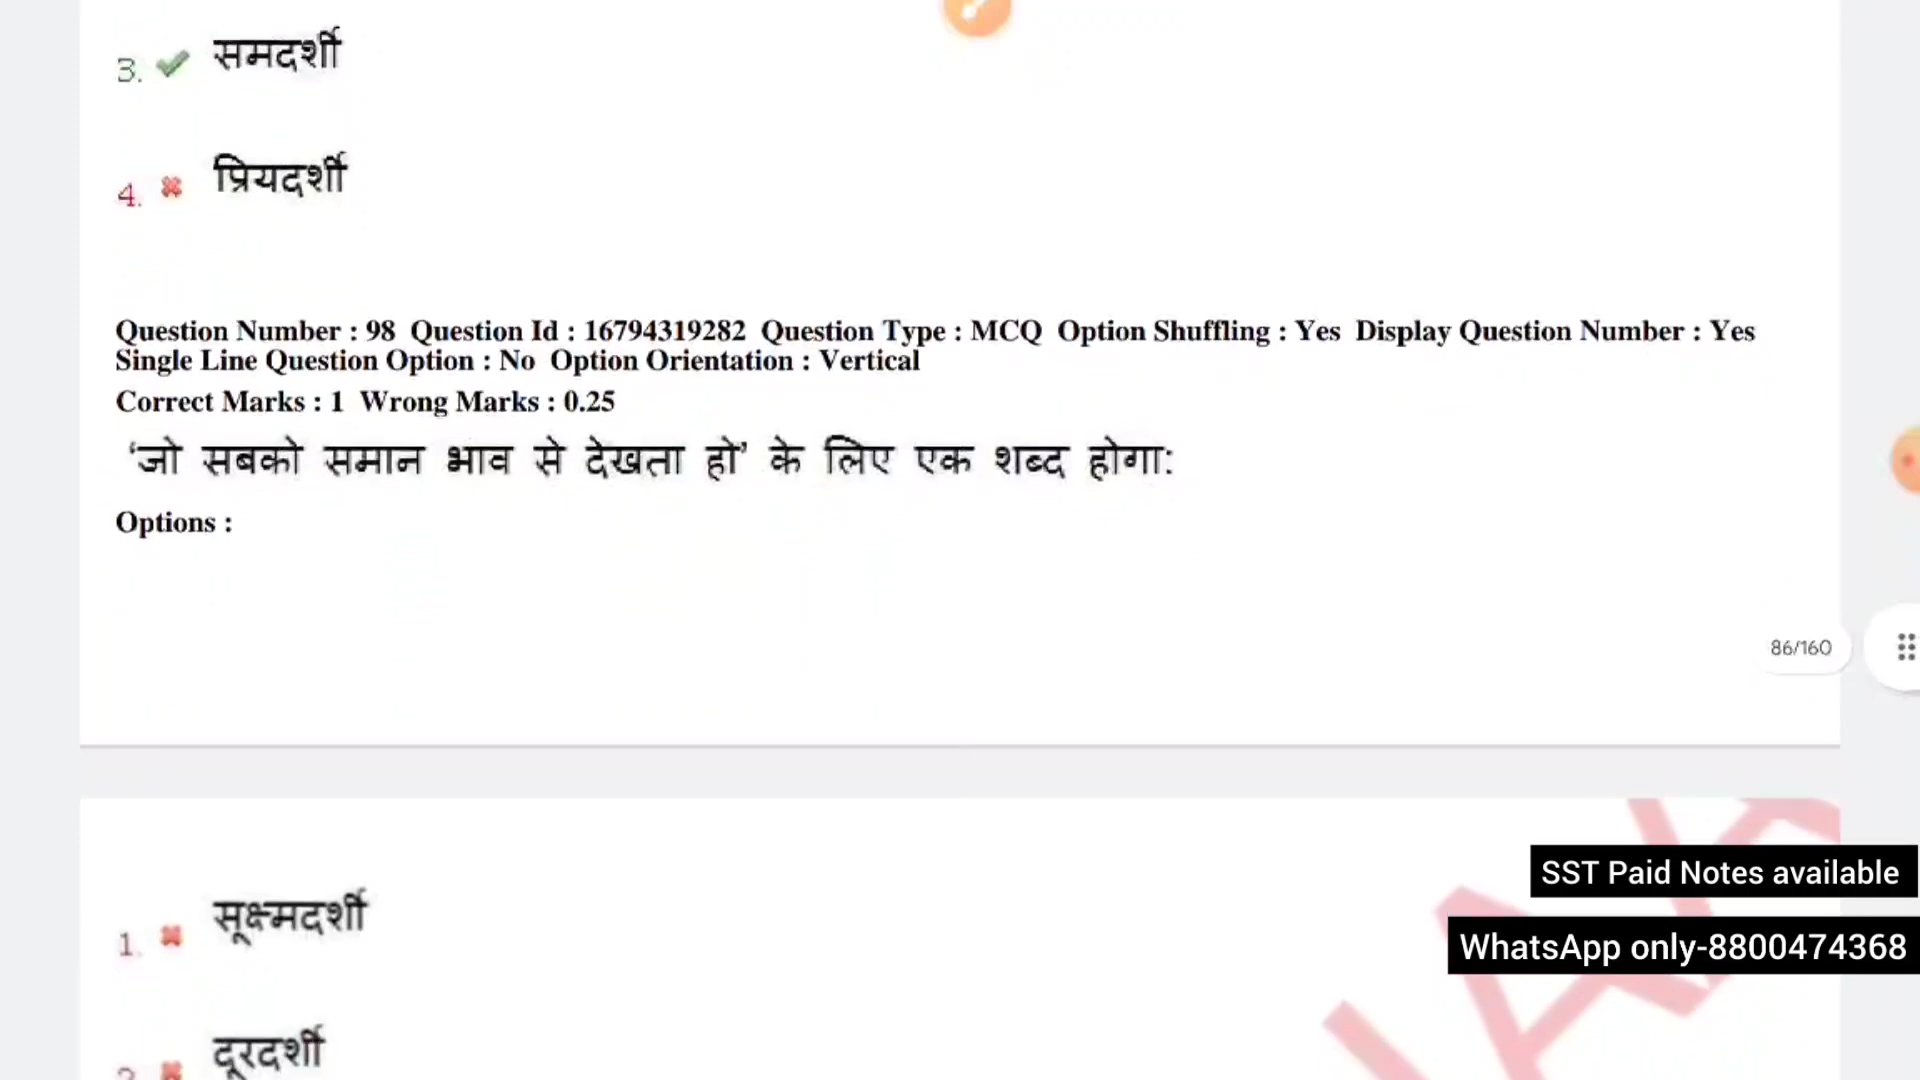 3. समदर्शी
4. प्रियदर्शी
Question Number : 98 Question Id : 16794319282 Question Type : MCQ Option Shuffling : Yes Display Question Number : Yes
Single Line Question Option : No Option Orientation : Vertical
Correct Marks : 1 Wrong Marks : 0.25
‘जो सबको समान भाव से देखता हो’ के लिए एक शब्द होगा:
Options :
86/160
SST Paid Notes available
1. सूक्ष्मदर्शी
WhatsApp only-8800474368
2. दूरदर्शी